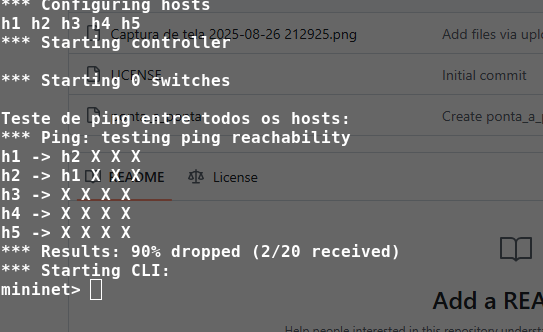 *** Configuring hosts
h1 h2 h3 h4 h5
*** Starting controller
Captura de tela 2025-08-26 212925.png
Add files via uplo
*** Starting 0 switches
LICENSE
Initial commit
Teste de ping entre todos os hosts:
Create ponta_a_p
*** Ping: testing ping reachability
h1 -> h2 X X X
h2 -> h1 X X X
README
License
h3 -> X X X X
h4 -> X X X X
h5 -> X X X X
*** Results: 90% dropped (2/20 received)
*** Starting CLI:
mininet>
Add a REA
Help people interested in this repository underst